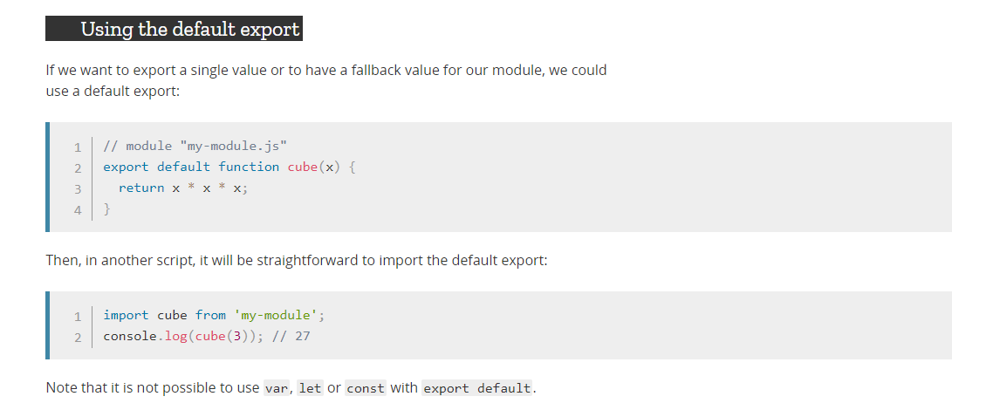 Using the default export
If we want to export a single value or to have a fallback value for our module, we could
use a default export:
1 // module "my-module.js"
2 export default function cube(x) {
3   return x * x * x;
4 }
Then, in another script, it will be straightforward to import the default export:
1 import cube from 'my-module';
2 console.log(cube(3)); // 27
Note that it is not possible to use var, let or const with export default.